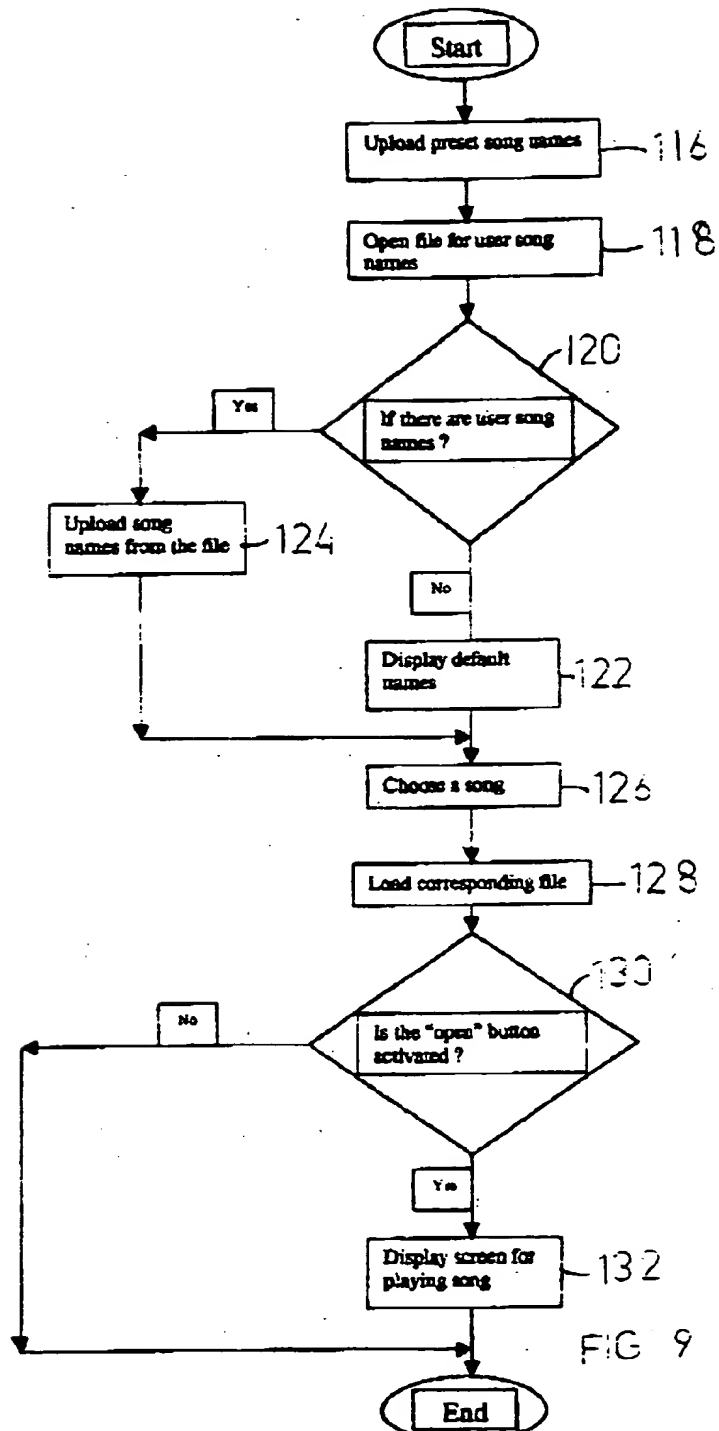 Start
Upload preset song names
116
Open file for user song
names
118
120
If there are user song
names ?
Yes
Upload song
names from the file
124
No
Display default
names
122
Choose a song
126
Load corresponding file
128
130
Is the "open" button
activated ?
No
Yes
Display screen for
playing song
132
FIG 9
End